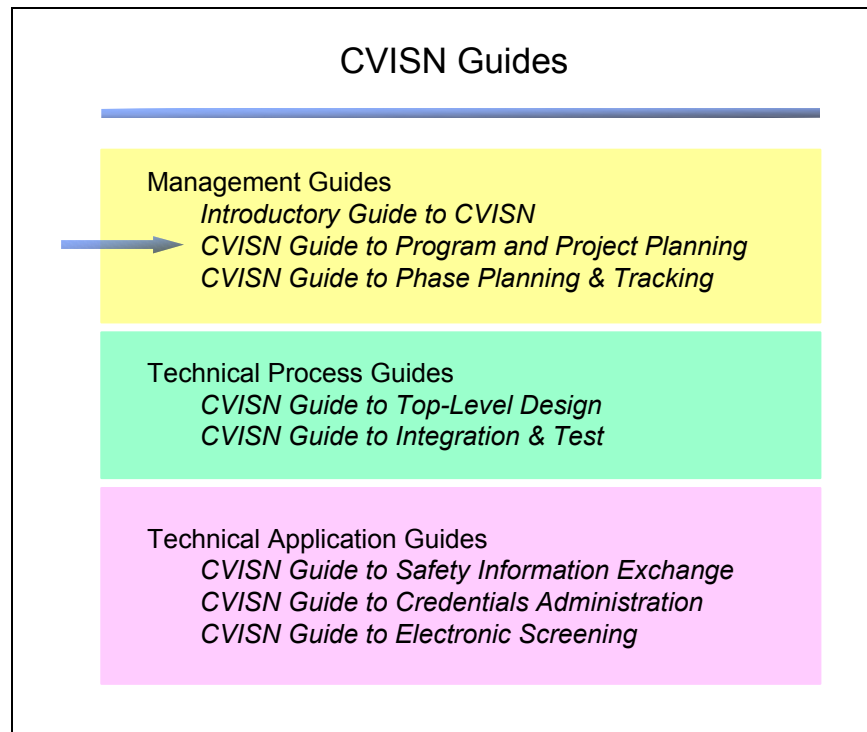 CVISN Guides
Management Guides
Introductory Guide to CVISN
CVISN Guide to Program and Project Planning
CVISN Guide to Phase Planning & Tracking
Technical Process Guides
CVISN Guide to Top-Level Design
CVISN Guide to Integration & Test
Technical Application Guides
CVISN Guide to Safety Information Exchange
CVISN Guide to Credentials Administration
CVISN Guide to Electronic Screening